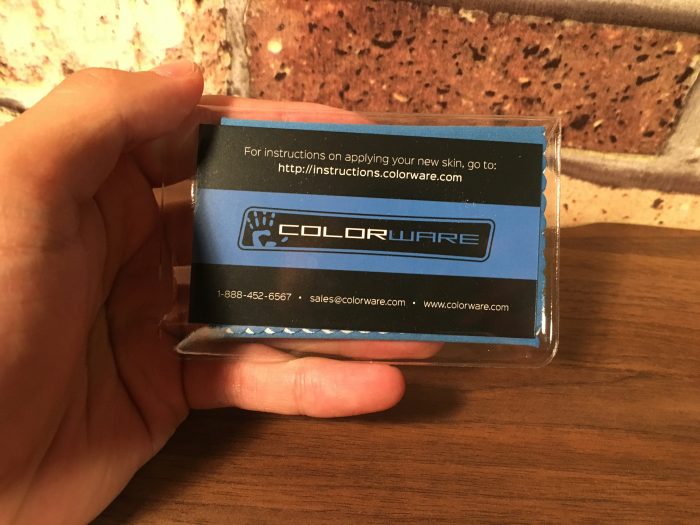 For instructions on applying your new skin, go to:
http://instructions.colorware.com
COLORWARE
1-888-452-6567 • sales@colorware.com • www.colorware.com